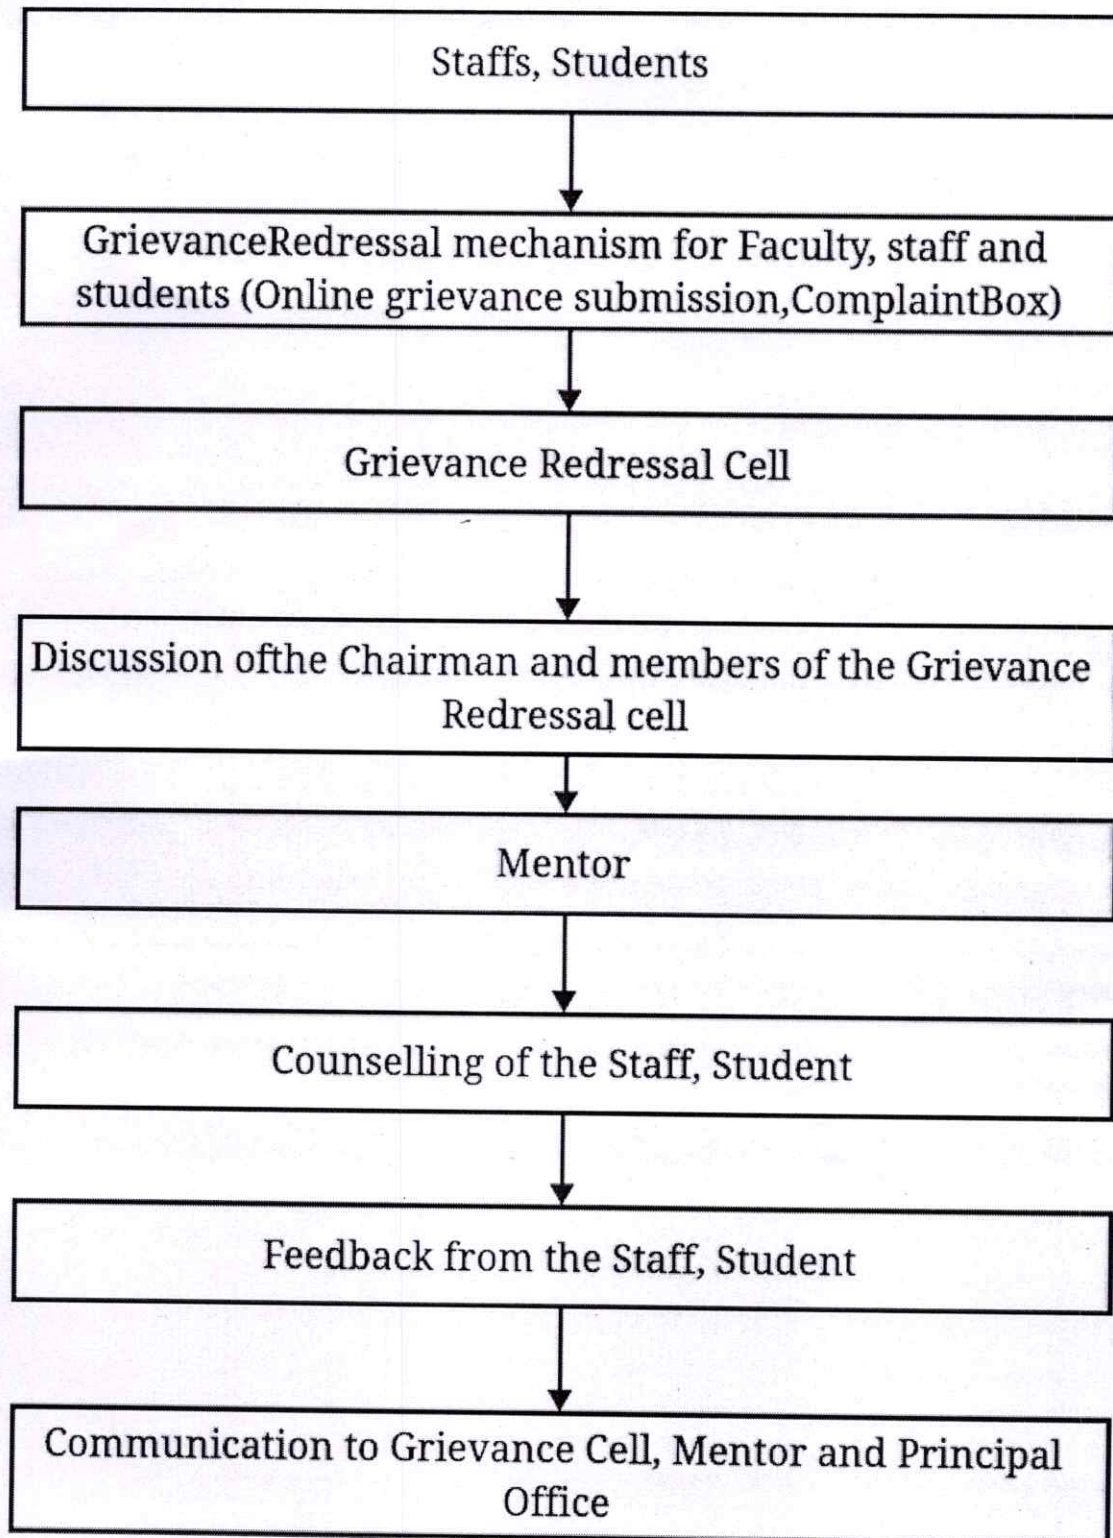 Staffs, Students
GrievanceRedressal mechanism for Faculty, staff and
students (Online grievance submission,ComplaintBox)
Grievance Redressal Cell
Discussion ofthe Chairman and members of the Grievance
Redressal cell
Mentor
Counselling of the Staff, Student
Feedback from the Staff, Student
Communication to Grievance Cell, Mentor and Principal
Office